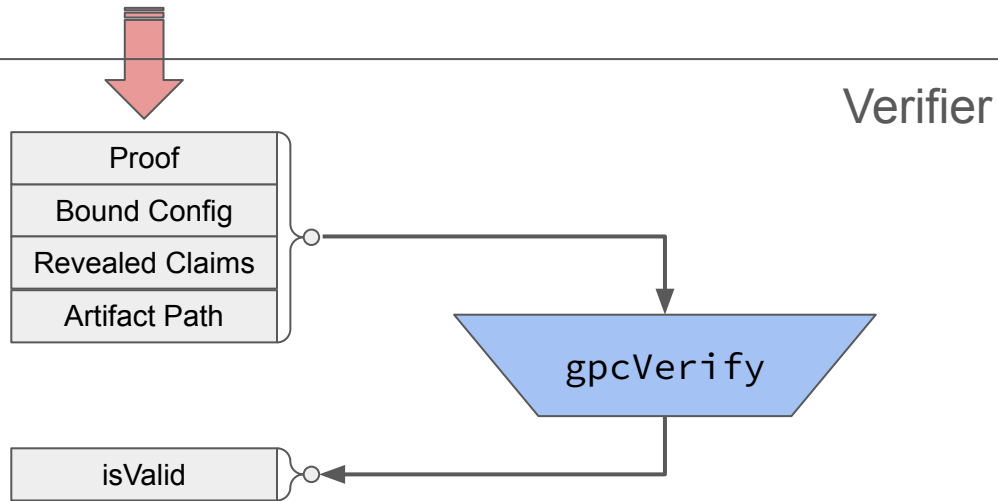 Verifier
Proof
Bound Config
Revealed Claims
Artifact Path
gpcVerify
isValid